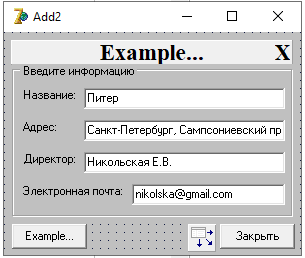 Add2
Example... X
Введите информацию
Название: Питер
Адрес: Санкт-Петербург, Сампсониевский пр
Директор: Никольская Е.В.
Электронная почта: nikolska@gmail.com
Example... Закрыть